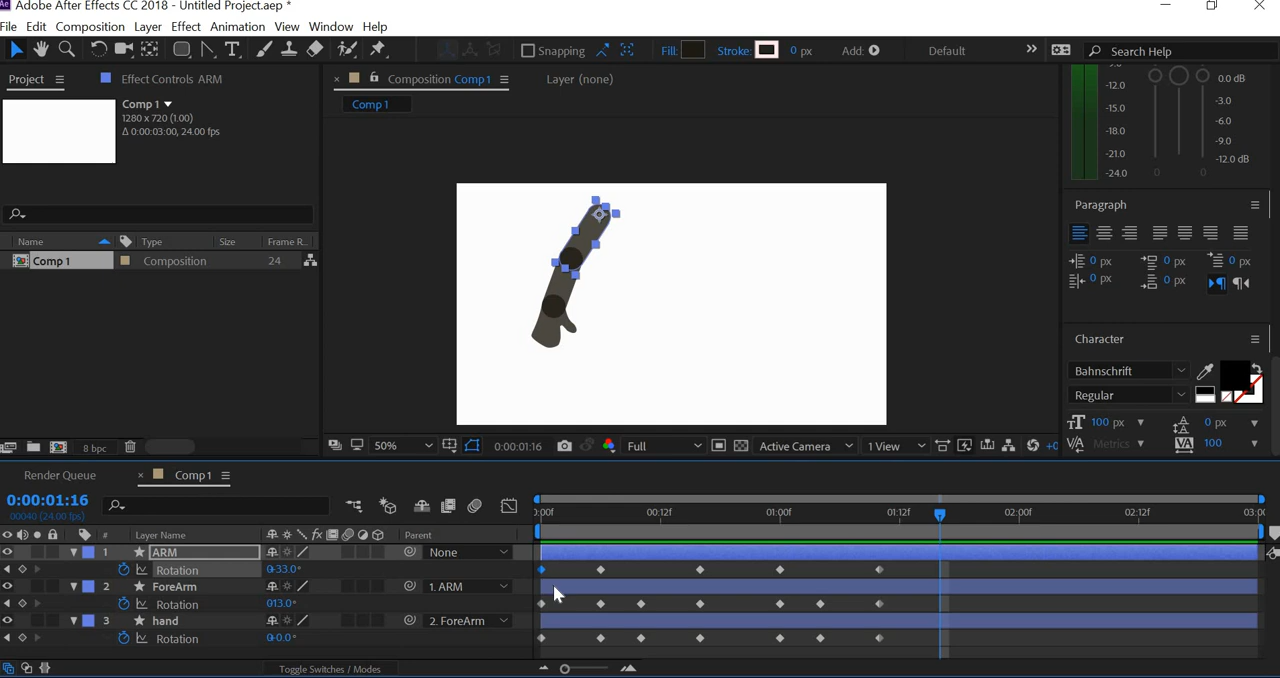 Adobe After Effects CC 2018 - Untitled Project.aep *
File Edit Composition Layer Effect Animation View Window Help
Snapping Fill: Stroke: 0 px Add: Default Search Help
Project Effect Controls ARM Composition Comp 1 Layer (none)
Comp 1
1280 x 720 (1.00)
Δ 0:00:03:00, 24.00 fps
Comp 1
Name Type Size Frame R...
Comp 1 Composition 24
0.0 dB
-12.0 -3.0
-15.0 -6.0
-18.0 -9.0
-21.0 -12.0 dB
-24.0
Paragraph
0 px 0 px 0 px
0 px 0 px
Character
Bahnschrift
Regular
100 px 0 px
Metrics 100
8 bpc 50% 0:00:01:16 Full Active Camera 1 View +0
Render Queue Comp 1
0:00:01:16
00040 (24.00 fps)
:00f 00:12f 01:00f 01:12f 02:00f 02:12f 03:0
# Layer Name Parent
1 ARM None
Rotation 0x-33.0°
2 ForeArm 1. ARM
Rotation 0x13.0°
3 hand 2. ForeArm
Rotation 0x+0.0°
Toggle Switches / Modes